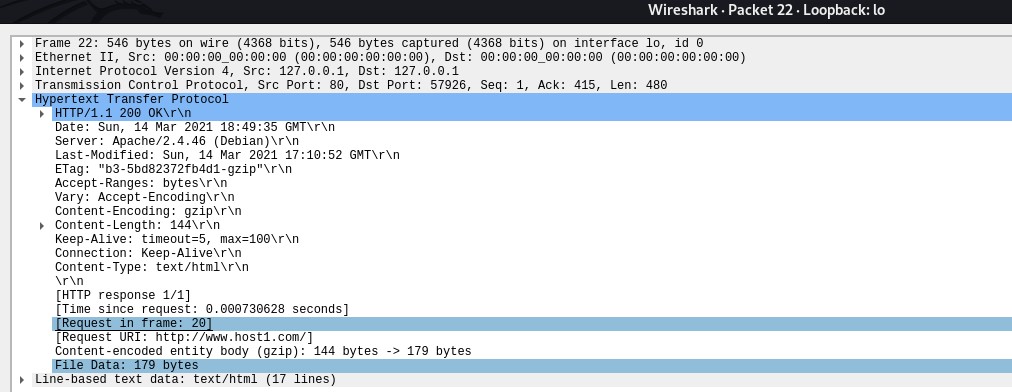 Wireshark · Packet 22 · Loopback: lo
Frame 22: 546 bytes on wire (4368 bits), 546 bytes captured (4368 bits) on interface lo, id 0
Ethernet II, Src: 00:00:00_00:00:00 (00:00:00:00:00:00), Dst: 00:00:00_00:00:00 (00:00:00:00:00:00)
Internet Protocol Version 4, Src: 127.0.0.1, Dst: 127.0.0.1
Transmission Control Protocol, Src Port: 80, Dst Port: 57926, Seq: 1, Ack: 415, Len: 480
Hypertext Transfer Protocol
HTTP/1.1 200 OK\r\n
Date: Sun, 14 Mar 2021 18:49:35 GMT\r\n
Server: Apache/2.4.46 (Debian)\r\n
Last-Modified: Sun, 14 Mar 2021 17:10:52 GMT\r\n
ETag: "b3-5bd82372fb4d1-gzip"\r\n
Accept-Ranges: bytes\r\n
Vary: Accept-Encoding\r\n
Content-Encoding: gzip\r\n
Content-Length: 144\r\n
Keep-Alive: timeout=5, max=100\r\n
Connection: Keep-Alive\r\n
Content-Type: text/html\r\n
\r\n
[HTTP response 1/1]
[Time since request: 0.000730628 seconds]
[Request in frame: 20]
[Request URI: http://www.host1.com/]
Content-encoded entity body (gzip): 144 bytes -> 179 bytes
File Data: 179 bytes
Line-based text data: text/html (17 lines)